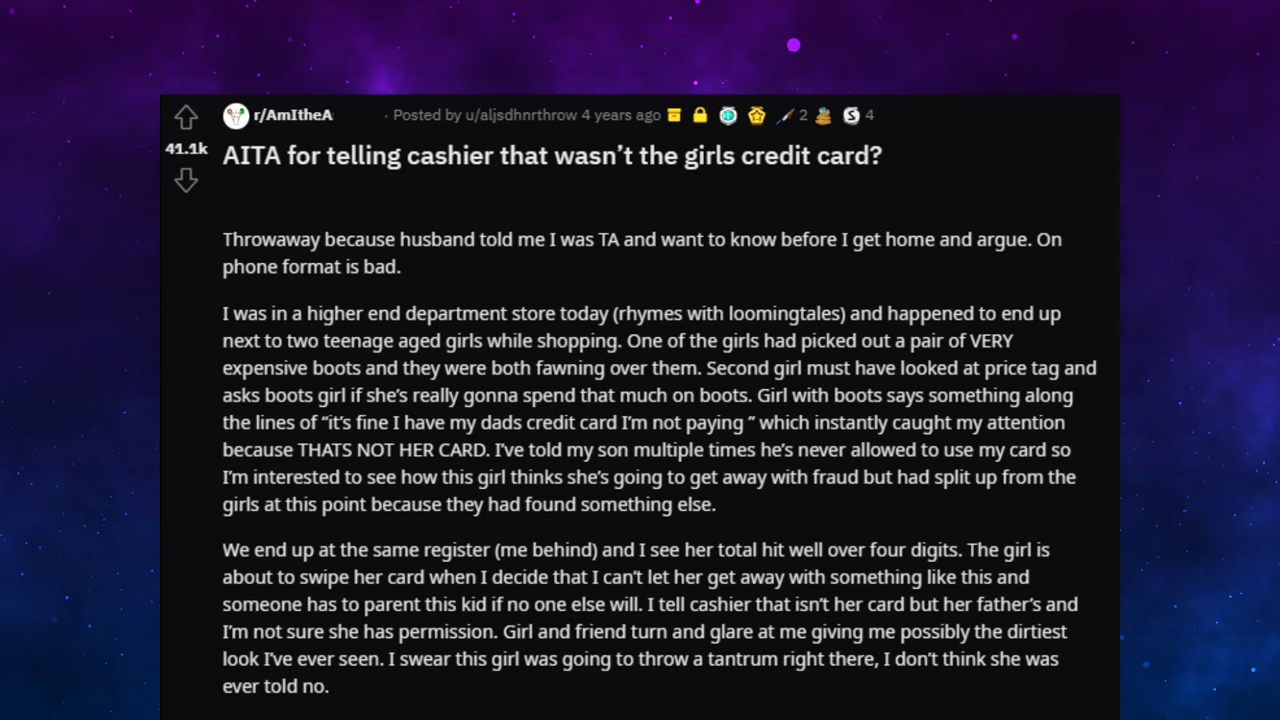 r/AmItheA · Posted by u/aljsdhnrthrow 4 years ago 2 S 4
41.1k
AITA for telling cashier that wasn’t the girls credit card?
Throwaway because husband told me I was TA and want to know before I get home and argue. On
phone format is bad.
I was in a higher end department store today (rhymes with loomingtales) and happened to end up
next to two teenage aged girls while shopping. One of the girls had picked out a pair of VERY
expensive boots and they were both fawning over them. Second girl must have looked at price tag and
asks boots girl if she’s really gonna spend that much on boots. Girl with boots says something along
the lines of “it’s fine I have my dads credit card I’m not paying ” which instantly caught my attention
because THATS NOT HER CARD. I’ve told my son multiple times he’s never allowed to use my card so
I’m interested to see how this girl thinks she’s going to get away with fraud but had split up from the
girls at this point because they had found something else.
We end up at the same register (me behind) and I see her total hit well over four digits. The girl is
about to swipe her card when I decide that I can’t let her get away with something like this and
someone has to parent this kid if no one else will. I tell cashier that isn’t her card but her father’s and
I’m not sure she has permission. Girl and friend turn and glare at me giving me possibly the dirtiest
look I’ve ever seen. I swear this girl was going to throw a tantrum right there, I don’t think she was
ever told no.